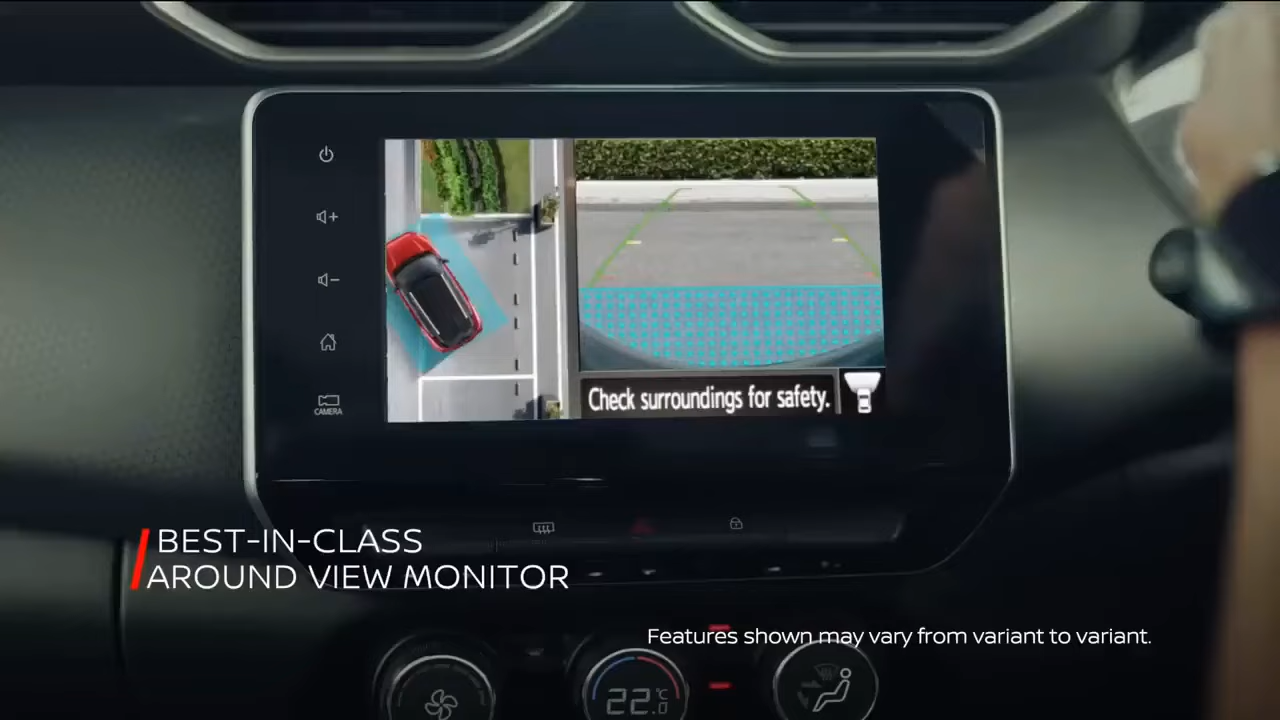 CAMERA
Check surroundings for safety.
BEST-IN-CLASS
AROUND VIEW MONITOR
Features shown may vary from variant to variant.
22.0 °C